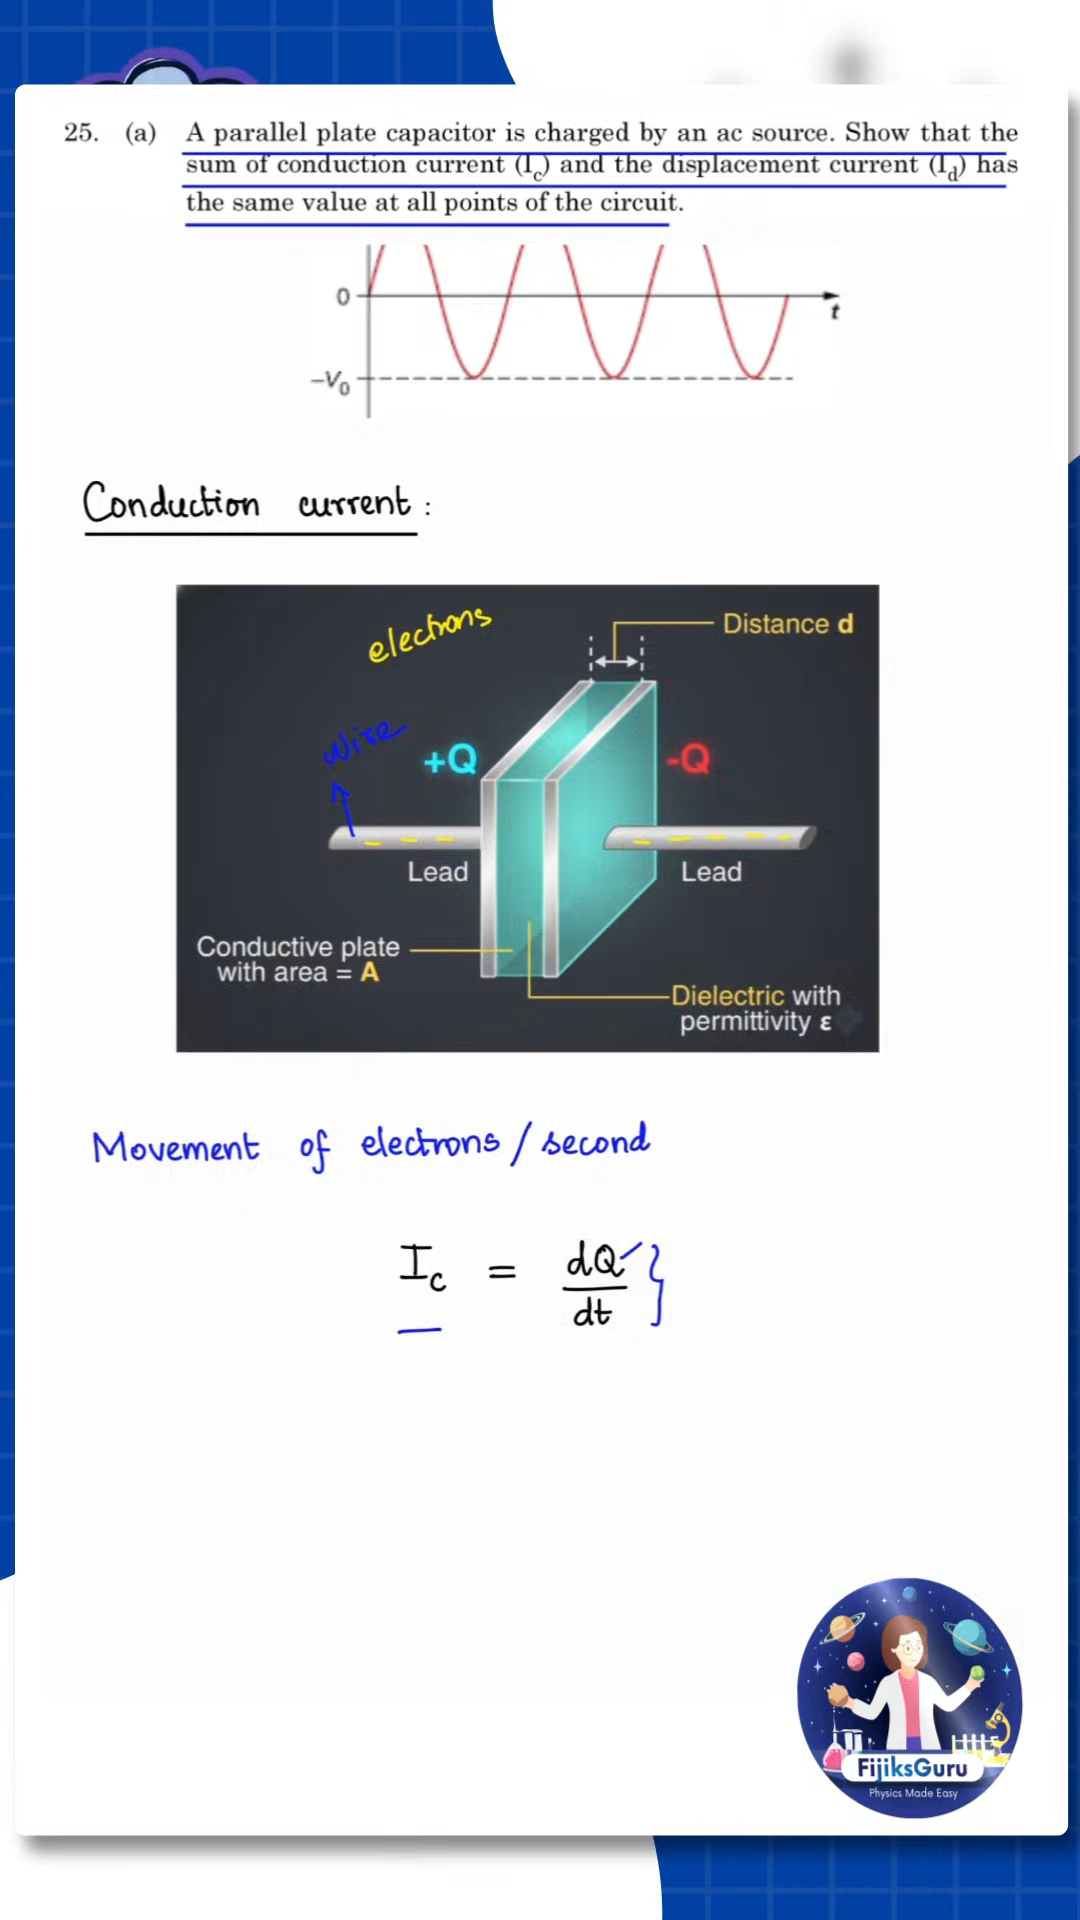 25. (a) A parallel plate capacitor is charged by an ac source. Show that the
sum of conduction current (I_c) and the displacement current (I_d) has
the same value at all points of the circuit.
0
t
–V₀
Conduction current :
electrons
Distance d
wire
+Q
-Q
Lead
Lead
Conductive plate
with area = A
Dielectric with
permittivity ε
Movement of electrons / second
I_c = dQ/dt }
FijiksGuru
Physics Made Easy